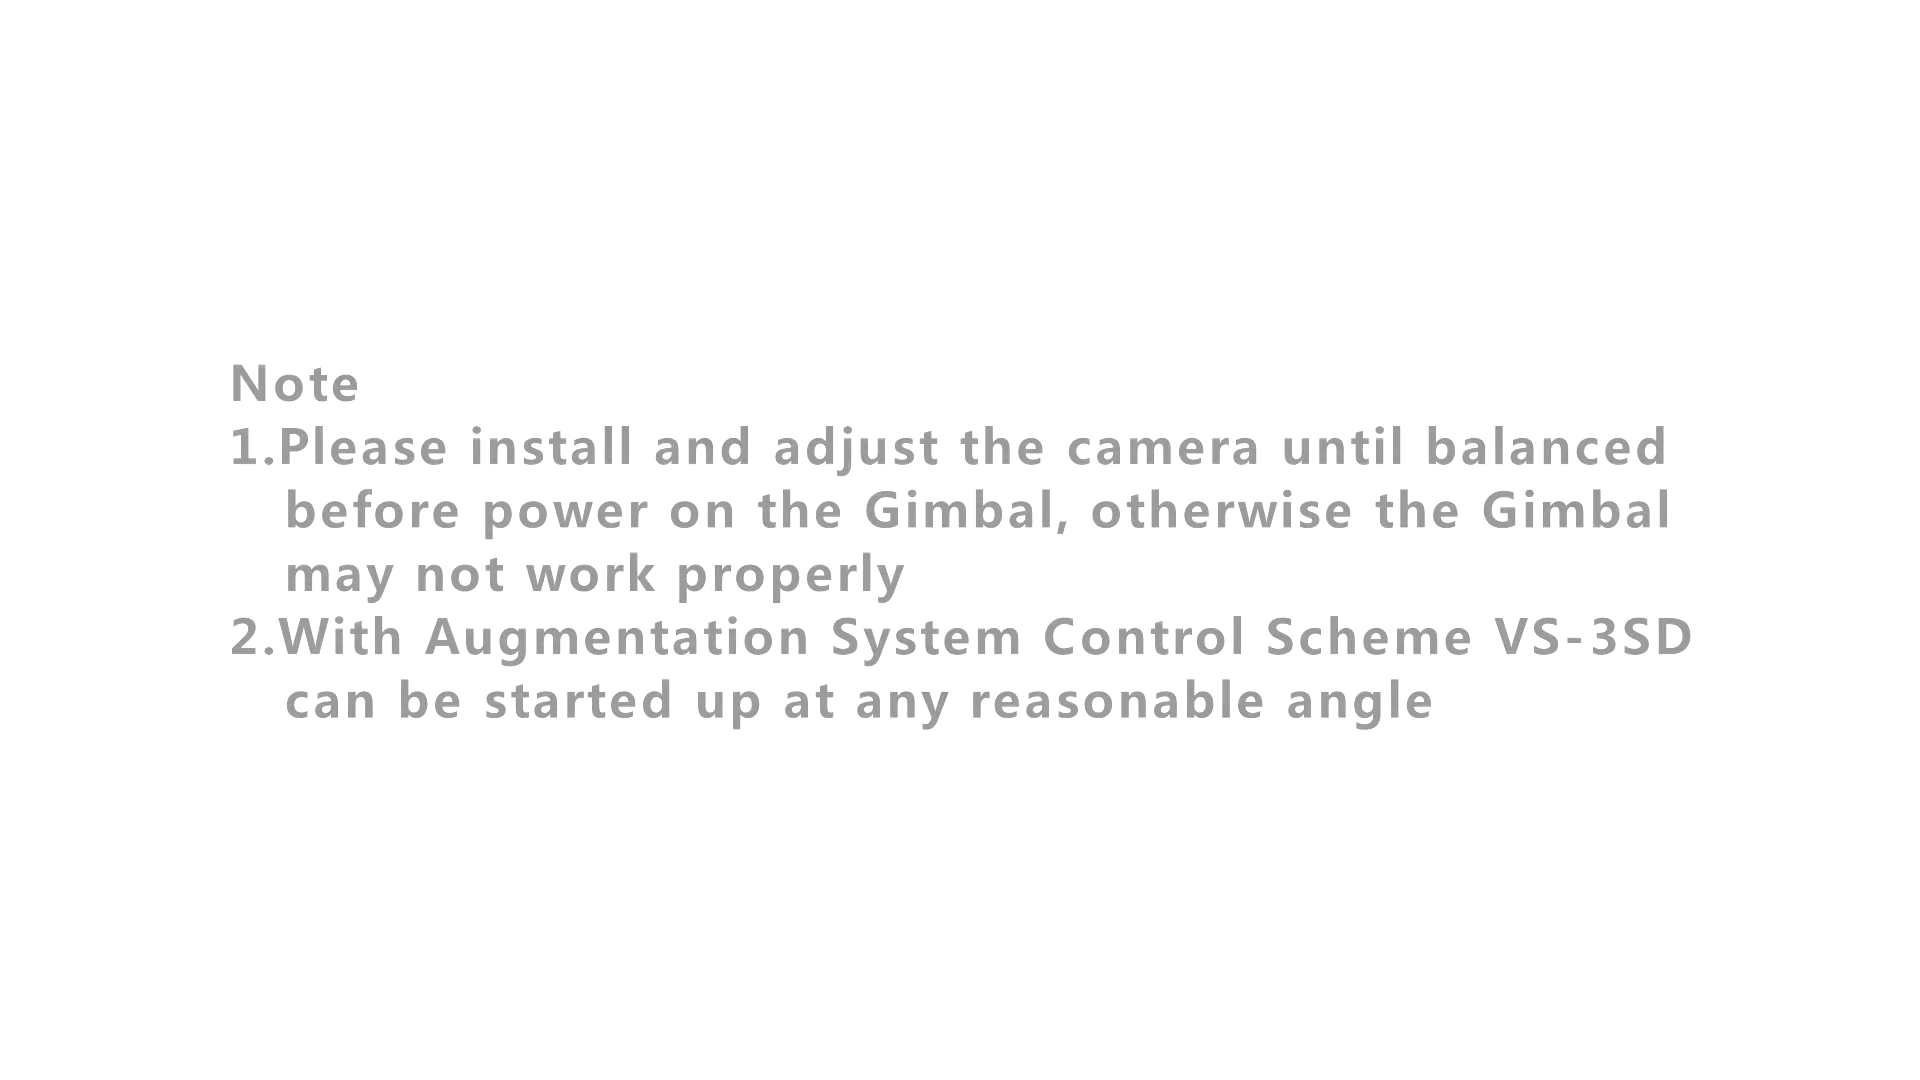 Note
1.Please install and adjust the camera until balanced
before power on the Gimbal, otherwise the Gimbal
may not work properly
2.With Augmentation System Control Scheme VS-3SD
can be started up at any reasonable angle